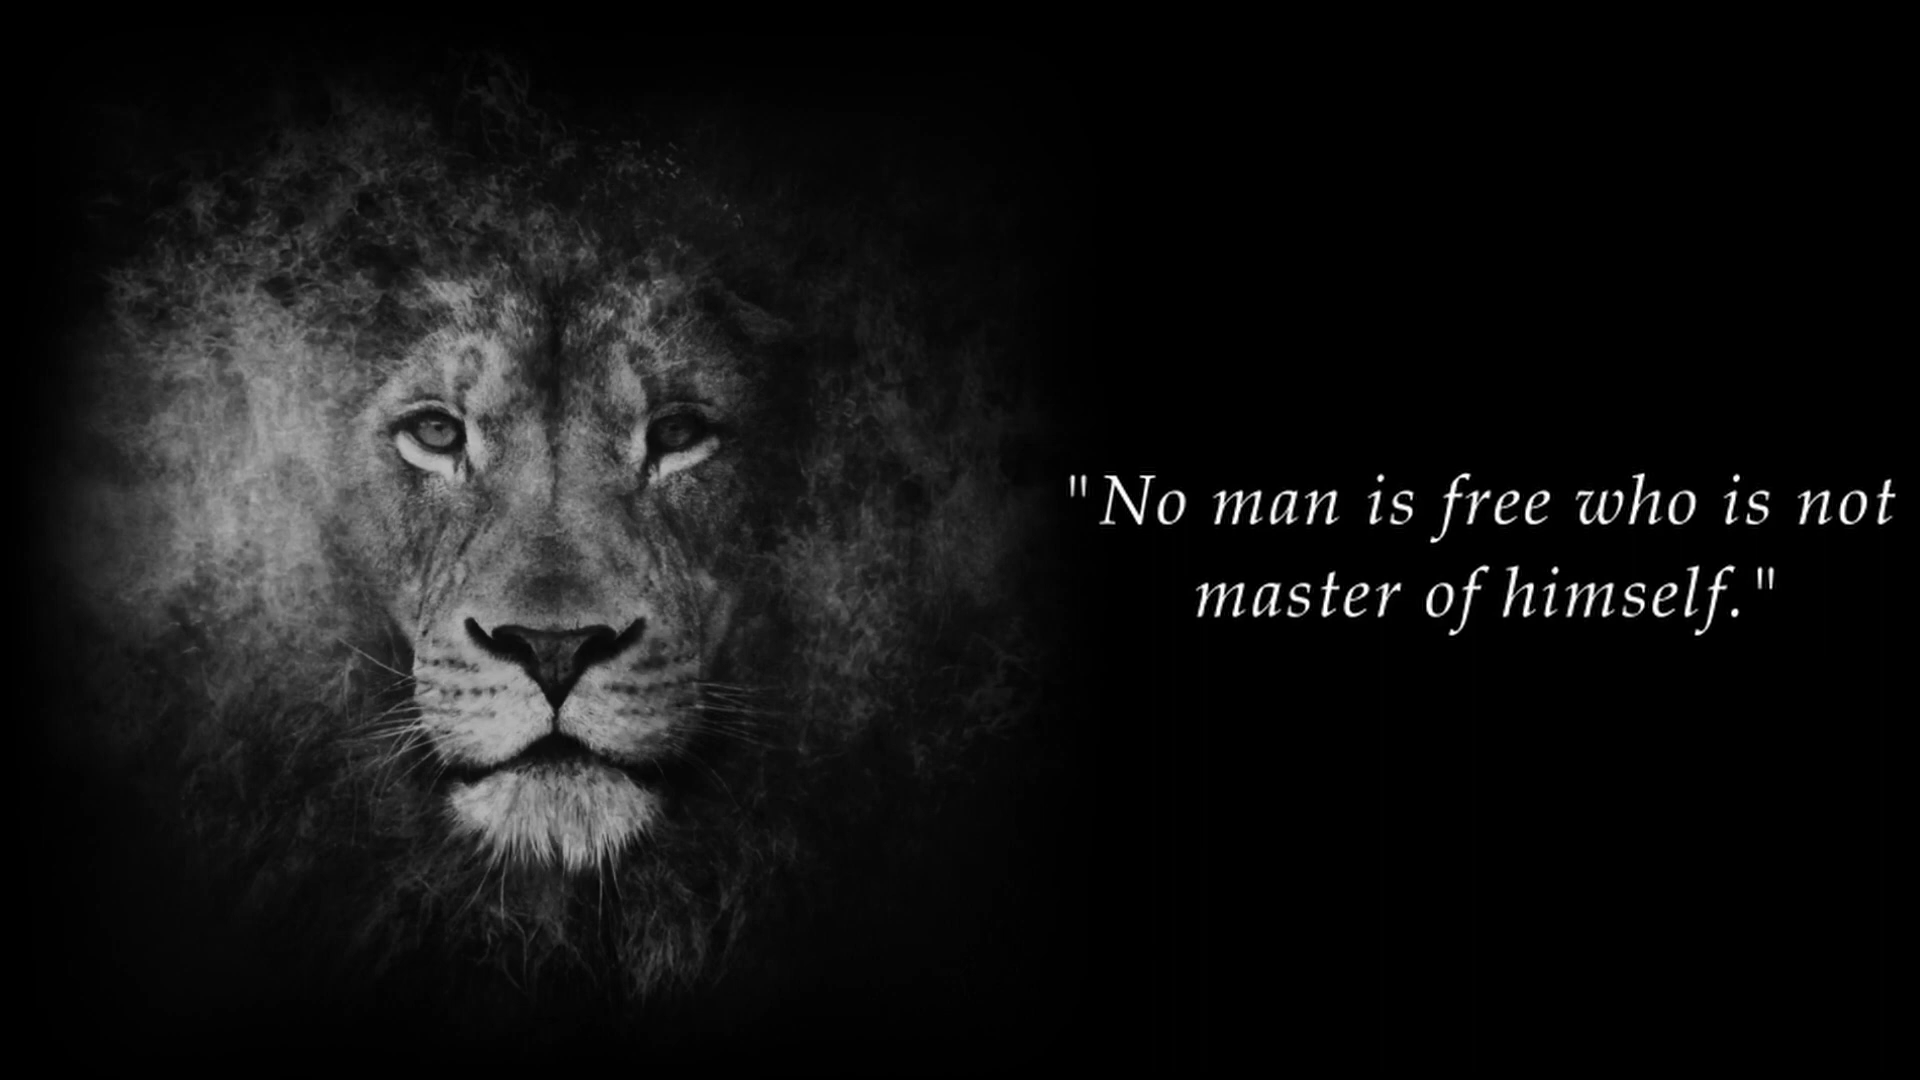 "No man is free who is not
master of himself."